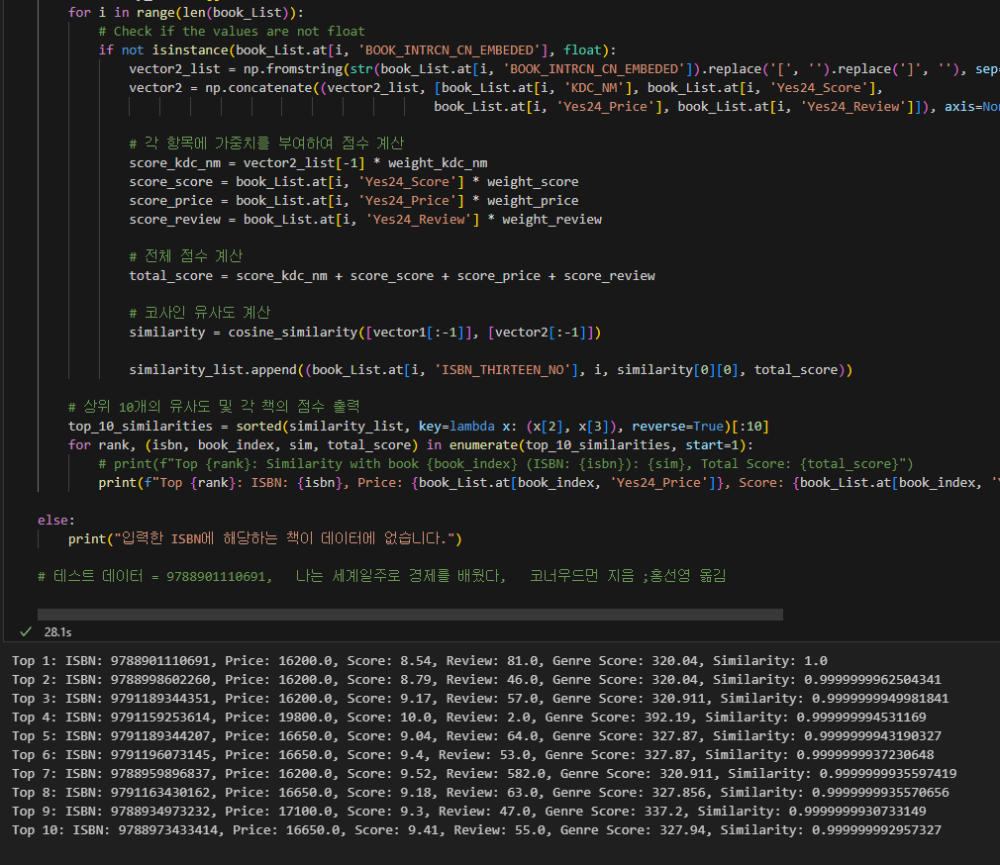 for i in range(len(book_List)):
# Check if the values are not float
if not isinstance(book_List.at[i, 'BOOK_INTRCN_CN_EMBEDED'], float):
vector2_list = np.fromstring(str(book_List.at[i, 'BOOK_INTRCN_CN_EMBEDED']).replace('[', '').replace(']', ''), sep=
vector2 = np.concatenate((vector2_list, [book_List.at[i, 'KDC_NM'], book_List.at[i, 'Yes24_Score'],
book_List.at[i, 'Yes24_Price'], book_List.at[i, 'Yes24_Review']]), axis=No
# 각 항목에 가중치를 부여하여 점수 계산
score_kdc_nm = vector2_list[-1] * weight_kdc_nm
score_score = book_List.at[i, 'Yes24_Score'] * weight_score
score_price = book_List.at[i, 'Yes24_Price'] * weight_price
score_review = book_List.at[i, 'Yes24_Review'] * weight_review
# 전체 점수 계산
total_score = score_kdc_nm + score_score + score_price + score_review
# 코사인 유사도 계산
similarity = cosine_similarity([vector1[:-1]], [vector2[:-1]])
similarity_list.append((book_List.at[i, 'ISBN_THIRTEEN_NO'], i, similarity[0][0], total_score))
# 상위 10개의 유사도 및 각 책의 점수 출력
top_10_similarities = sorted(similarity_list, key=lambda x: (x[2], x[3]), reverse=True)[:10]
for rank, (isbn, book_index, sim, total_score) in enumerate(top_10_similarities, start=1):
# print(f"Top {rank}: Similarity with book {book_index} (ISBN: {isbn}): {sim}, Total Score: {total_score}")
print(f"Top {rank}: ISBN: {isbn}, Price: {book_List.at[book_index, 'Yes24_Price']}, Score: {book_List.at[book_index, 'Y
else:
print("입력한 ISBN에 해당하는 책이 데이터에 없습니다.")
# 테스트 데이터 = 9788901110691, 나는 세계일주로 경제를 배웠다, 코너우드먼 지음 ;홍선영 옮김
28.1s
Top 1: ISBN: 9788901110691, Price: 16200.0, Score: 8.54, Review: 81.0, Genre Score: 320.04, Similarity: 1.0
Top 2: ISBN: 9788998602260, Price: 16200.0, Score: 8.79, Review: 46.0, Genre Score: 320.04, Similarity: 0.9999999962504341
Top 3: ISBN: 9791189344351, Price: 16200.0, Score: 9.17, Review: 57.0, Genre Score: 320.911, Similarity: 0.9999999949981841
Top 4: ISBN: 9791159253614, Price: 19800.0, Score: 10.0, Review: 2.0, Genre Score: 392.19, Similarity: 0.999999994531169
Top 5: ISBN: 9791189344207, Price: 16650.0, Score: 9.04, Review: 64.0, Genre Score: 327.87, Similarity: 0.9999999943190327
Top 6: ISBN: 9791196073145, Price: 16650.0, Score: 9.4, Review: 53.0, Genre Score: 327.87, Similarity: 0.9999999937230648
Top 7: ISBN: 9788959896837, Price: 16200.0, Score: 9.52, Review: 582.0, Genre Score: 320.911, Similarity: 0.9999999935597419
Top 8: ISBN: 9791163430162, Price: 16650.0, Score: 9.18, Review: 63.0, Genre Score: 327.856, Similarity: 0.9999999935570656
Top 9: ISBN: 9788934973232, Price: 17100.0, Score: 9.3, Review: 47.0, Genre Score: 337.2, Similarity: 0.9999999930733149
Top 10: ISBN: 9788973433414, Price: 16650.0, Score: 9.41, Review: 55.0, Genre Score: 327.94, Similarity: 0.999999992957327